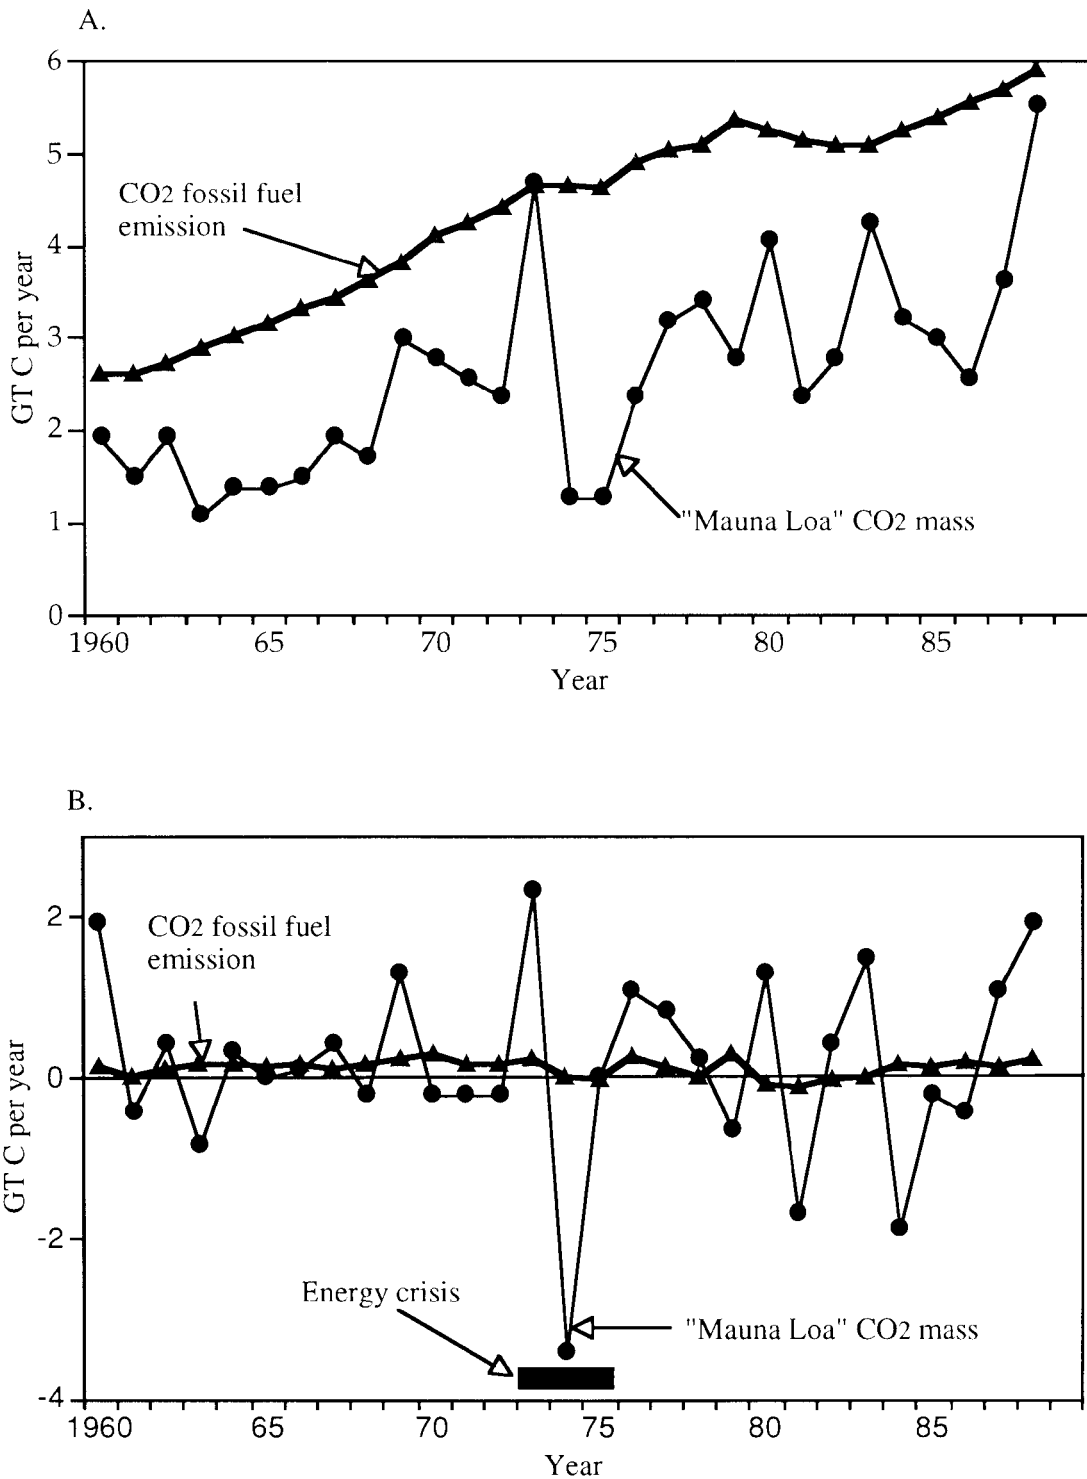 A.
6
5
4
3
2
1
0
GT C per year
CO2 fossil fuel
emission
"Mauna Loa" CO2 mass
1960 65 70 75 80 85
Year
B.
2
0
-2
-4
GT C per year
CO2 fossil fuel
emission
Energy crisis
"Mauna Loa" CO2 mass
1960 65 70 75 80 85
Year